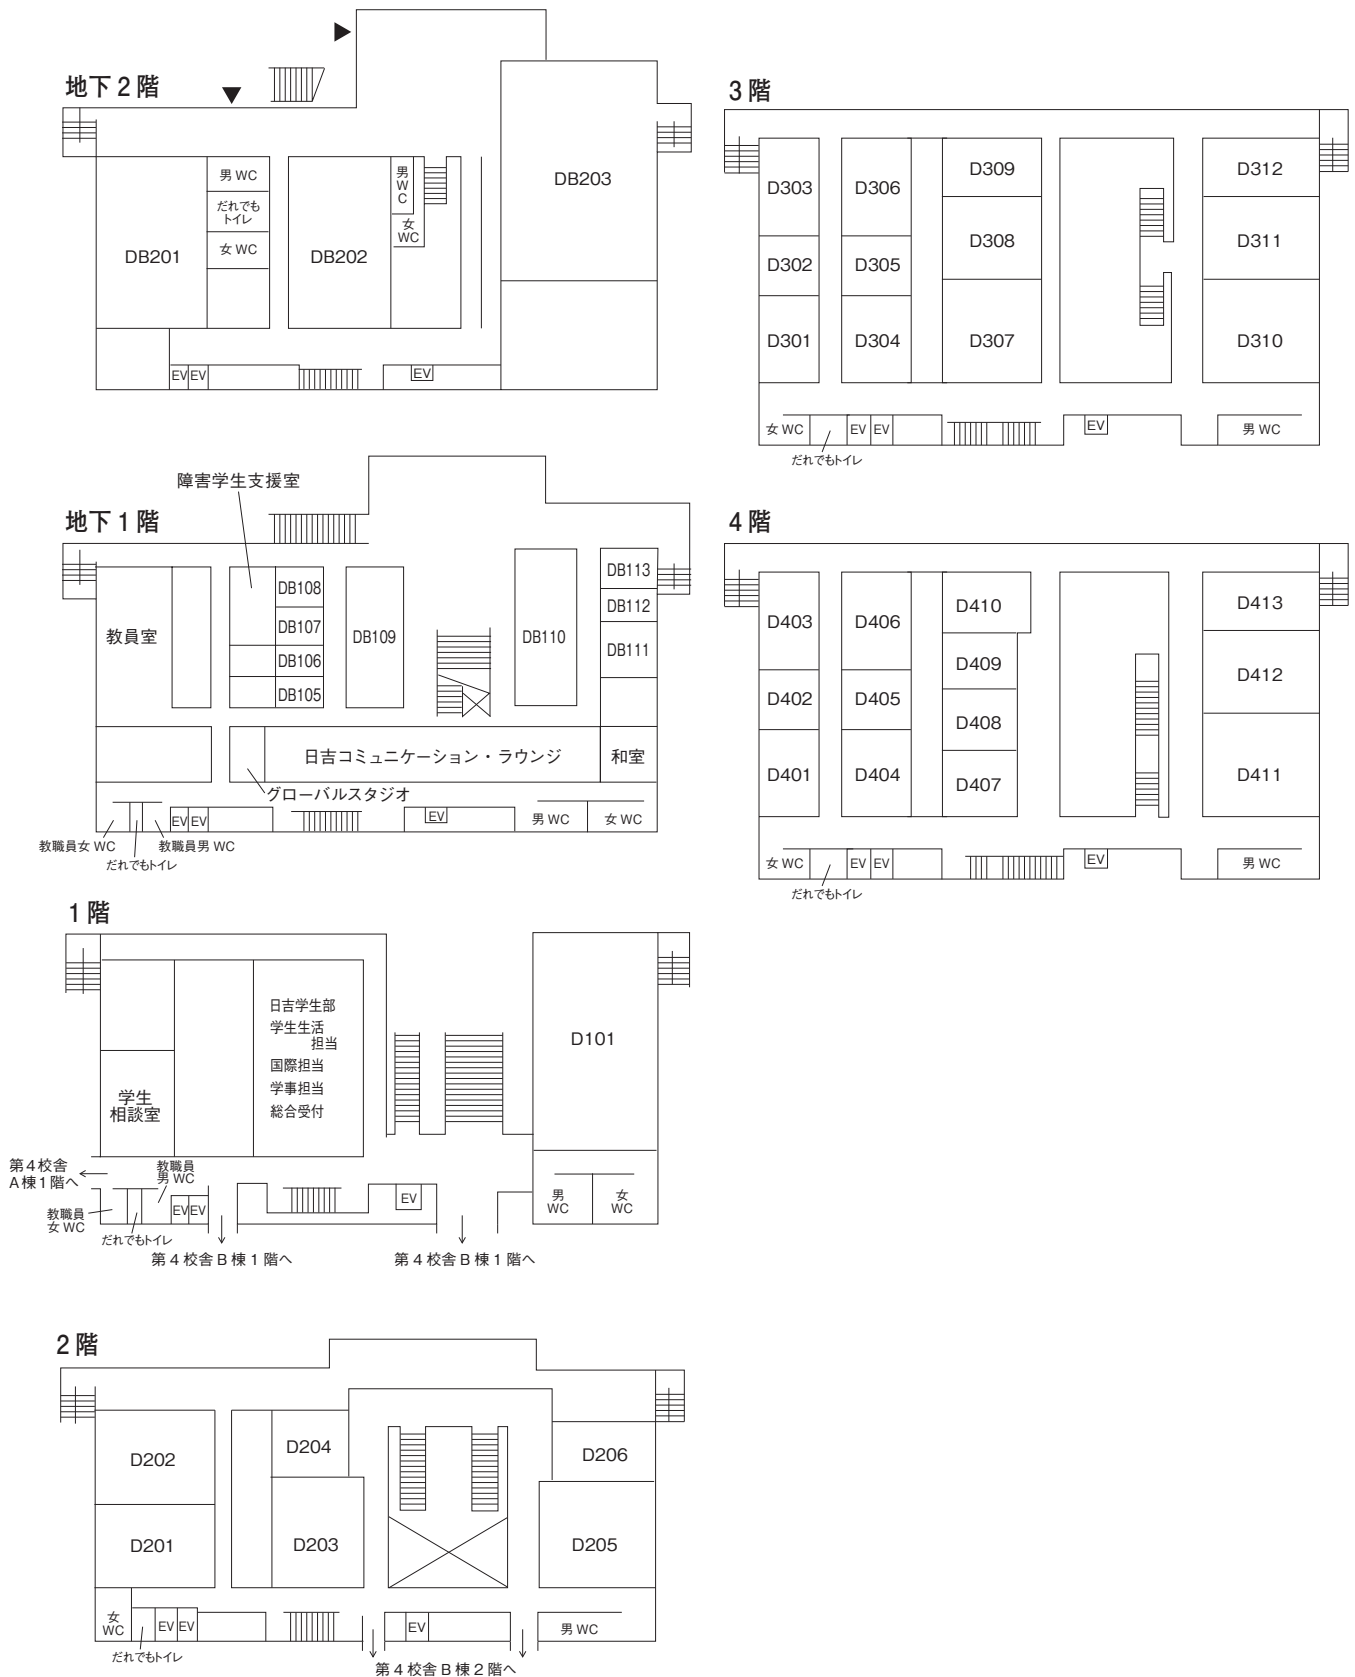 地下2階
DB201
男 WC
だれでも
トイレ
女 WC
DB202
男
W
C
女
WC
DB203
EV EV
EV
地下1階
障害学生支援室
教員室
DB108
DB107
DB106
DB105
DB109
DB110
DB113
DB112
DB111
日吉コミュニケーション・ラウンジ
和室
グローバルスタジオ
EV EV
EV
男 WC
女 WC
教職員女 WC
教職員男 WC
だれでもトイレ
1階
学生
相談室
日吉学生部
学生生活
担当
国際担当
学事担当
総合受付
D101
第4校舎
A棟1階へ
教職員
男 WC
教職員
女 WC
だれでもトイレ
EV EV
EV
男
WC
女
WC
第4校舎B棟1階へ
第4校舎B棟1階へ
2階
D202
D201
D204
D203
D206
D205
女
WC
EV EV
EV
男 WC
だれでもトイレ
第4校舎B棟2階へ
3階
D303
D302
D301
D306
D305
D304
D309
D308
D307
D312
D311
D310
女 WC
EV EV
EV
男 WC
だれでもトイレ
4階
D403
D402
D401
D406
D405
D404
D410
D409
D408
D407
D413
D412
D411
女 WC
EV EV
EV
男 WC
だれでもトイレ